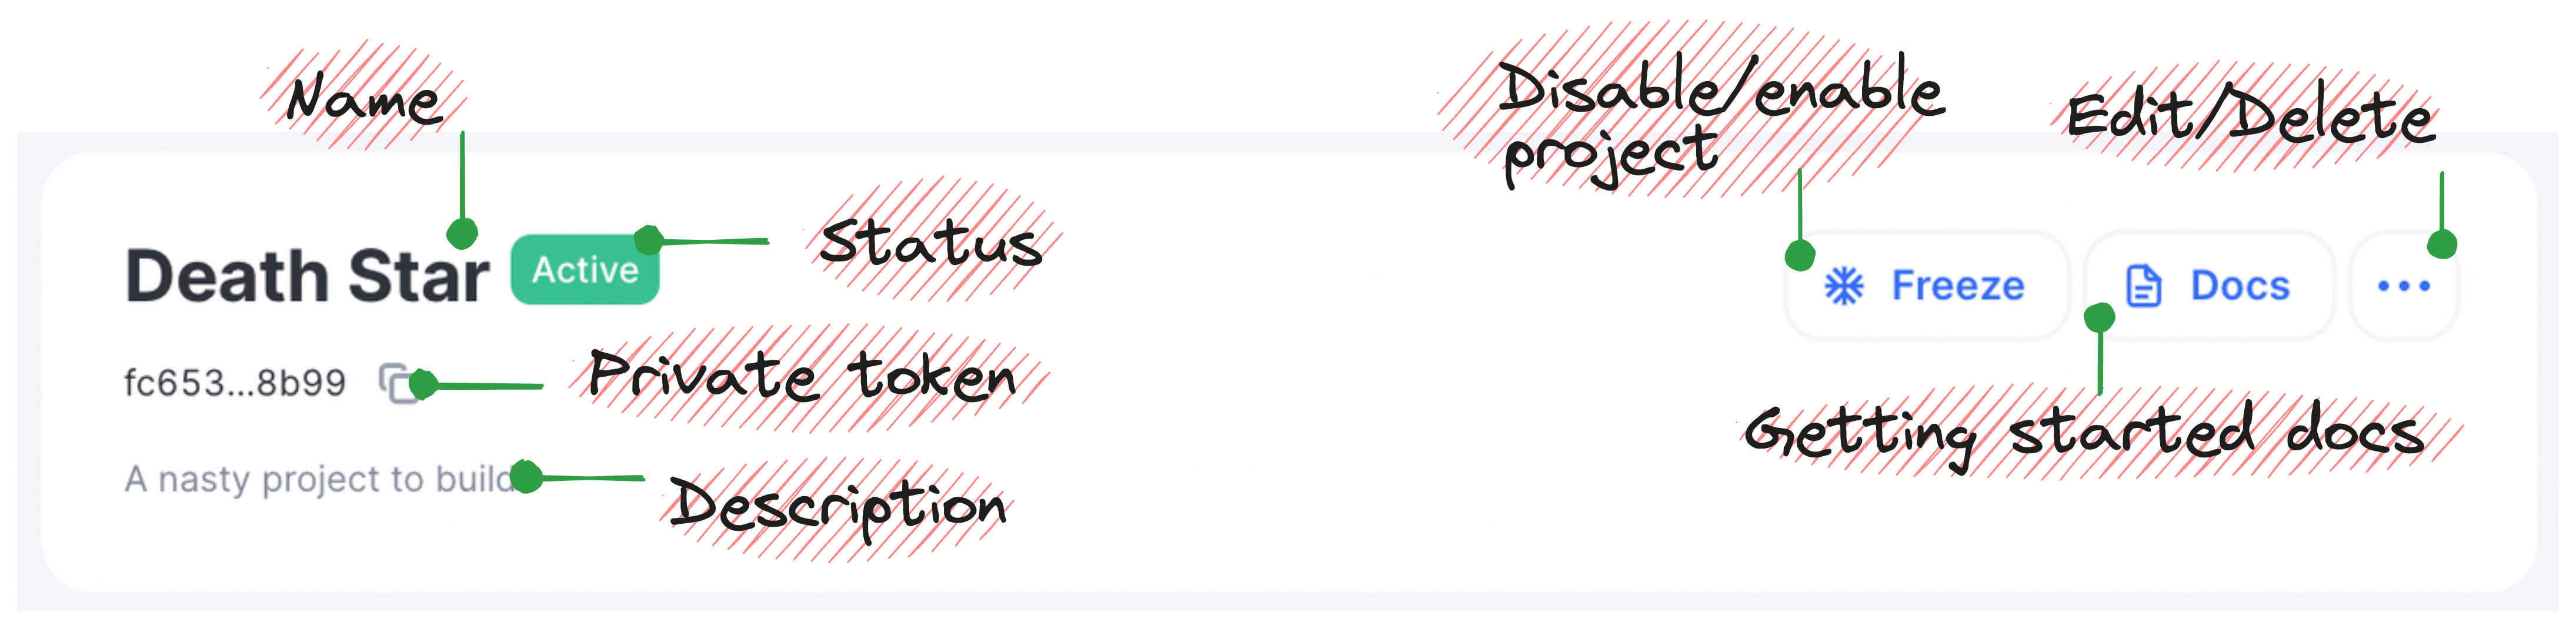 Name
Disable/enable
project
Edit/Delete
Death Star
Active
Status
Freeze
Docs
...
fc653...8b99
Private token
Getting started docs
A nasty project to build
Description